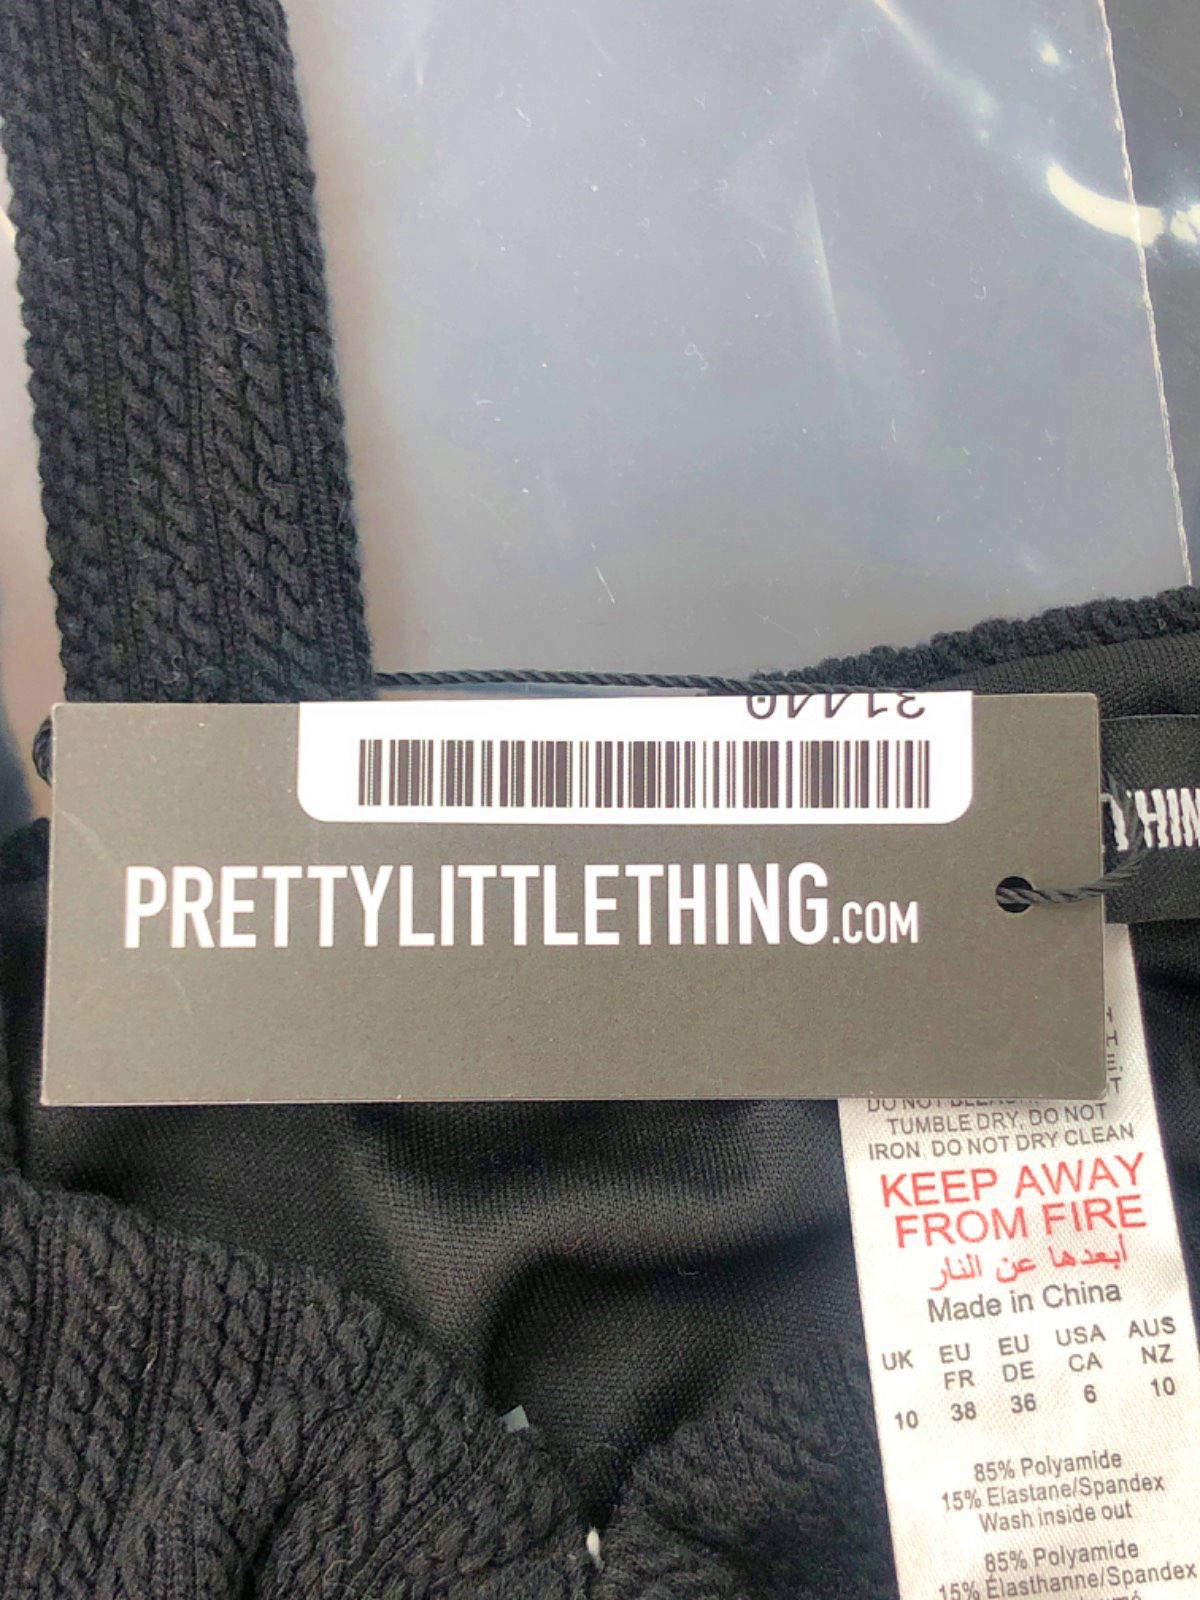 31440
PRETTYLITTLETHING.COM
THIN
TUMBLE DRY, DO NOT
IRON, DO NOT DRY CLEAN
KEEP AWAY
FROM FIRE
أبعدها عن النار
Made in China
UK EU FR EU DE USA CA AUS NZ
10 38 36 6 10
85% Polyamide
15% Elastane/Spandex
Wash inside out
85% Polyamide
15% Élasthanne/Spandex